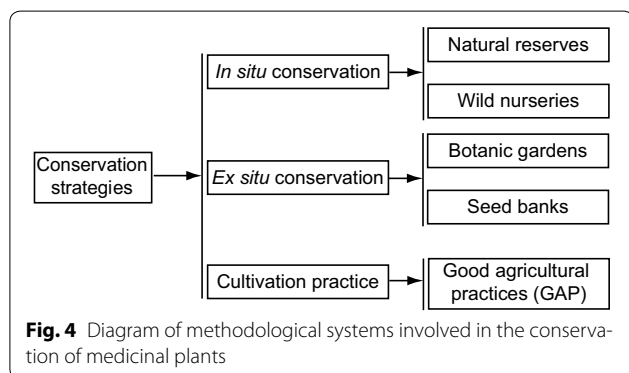 Conservation
strategies
In situ conservation
Natural reserves
Wild nurseries
Ex situ conservation
Botanic gardens
Seed banks
Cultivation practice
Good agricultural
practices (GAP)
Fig. 4 Diagram of methodological systems involved in the conserva-
tion of medicinal plants